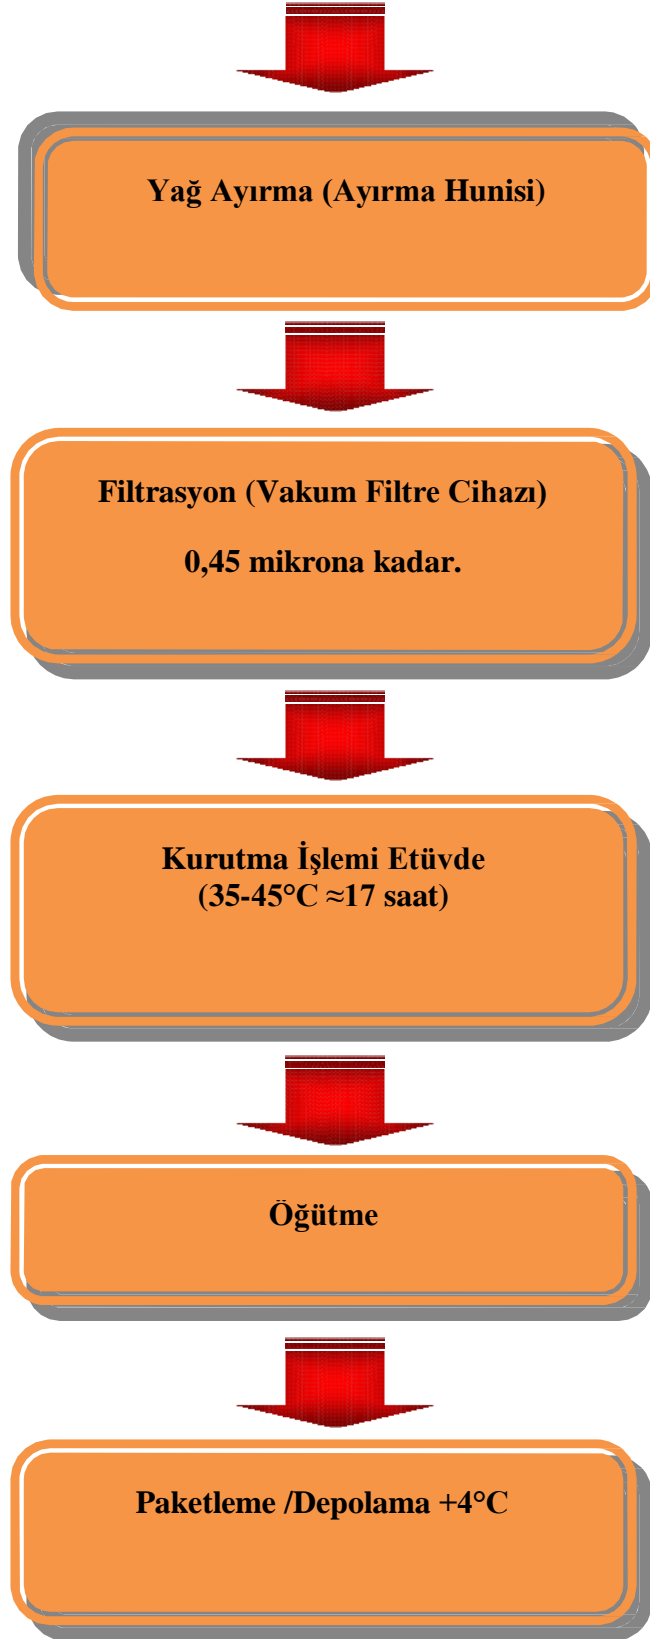 Yağ Ayırma (Ayırma Hunisi)
Filtrasyon (Vakum Filtre Cihazı)
0,45 mikrona kadar.
Kurutma İşlemi Etüvde
(35-45°C ≈17 saat)
Öğütme
Paketleme /Depolama +4°C